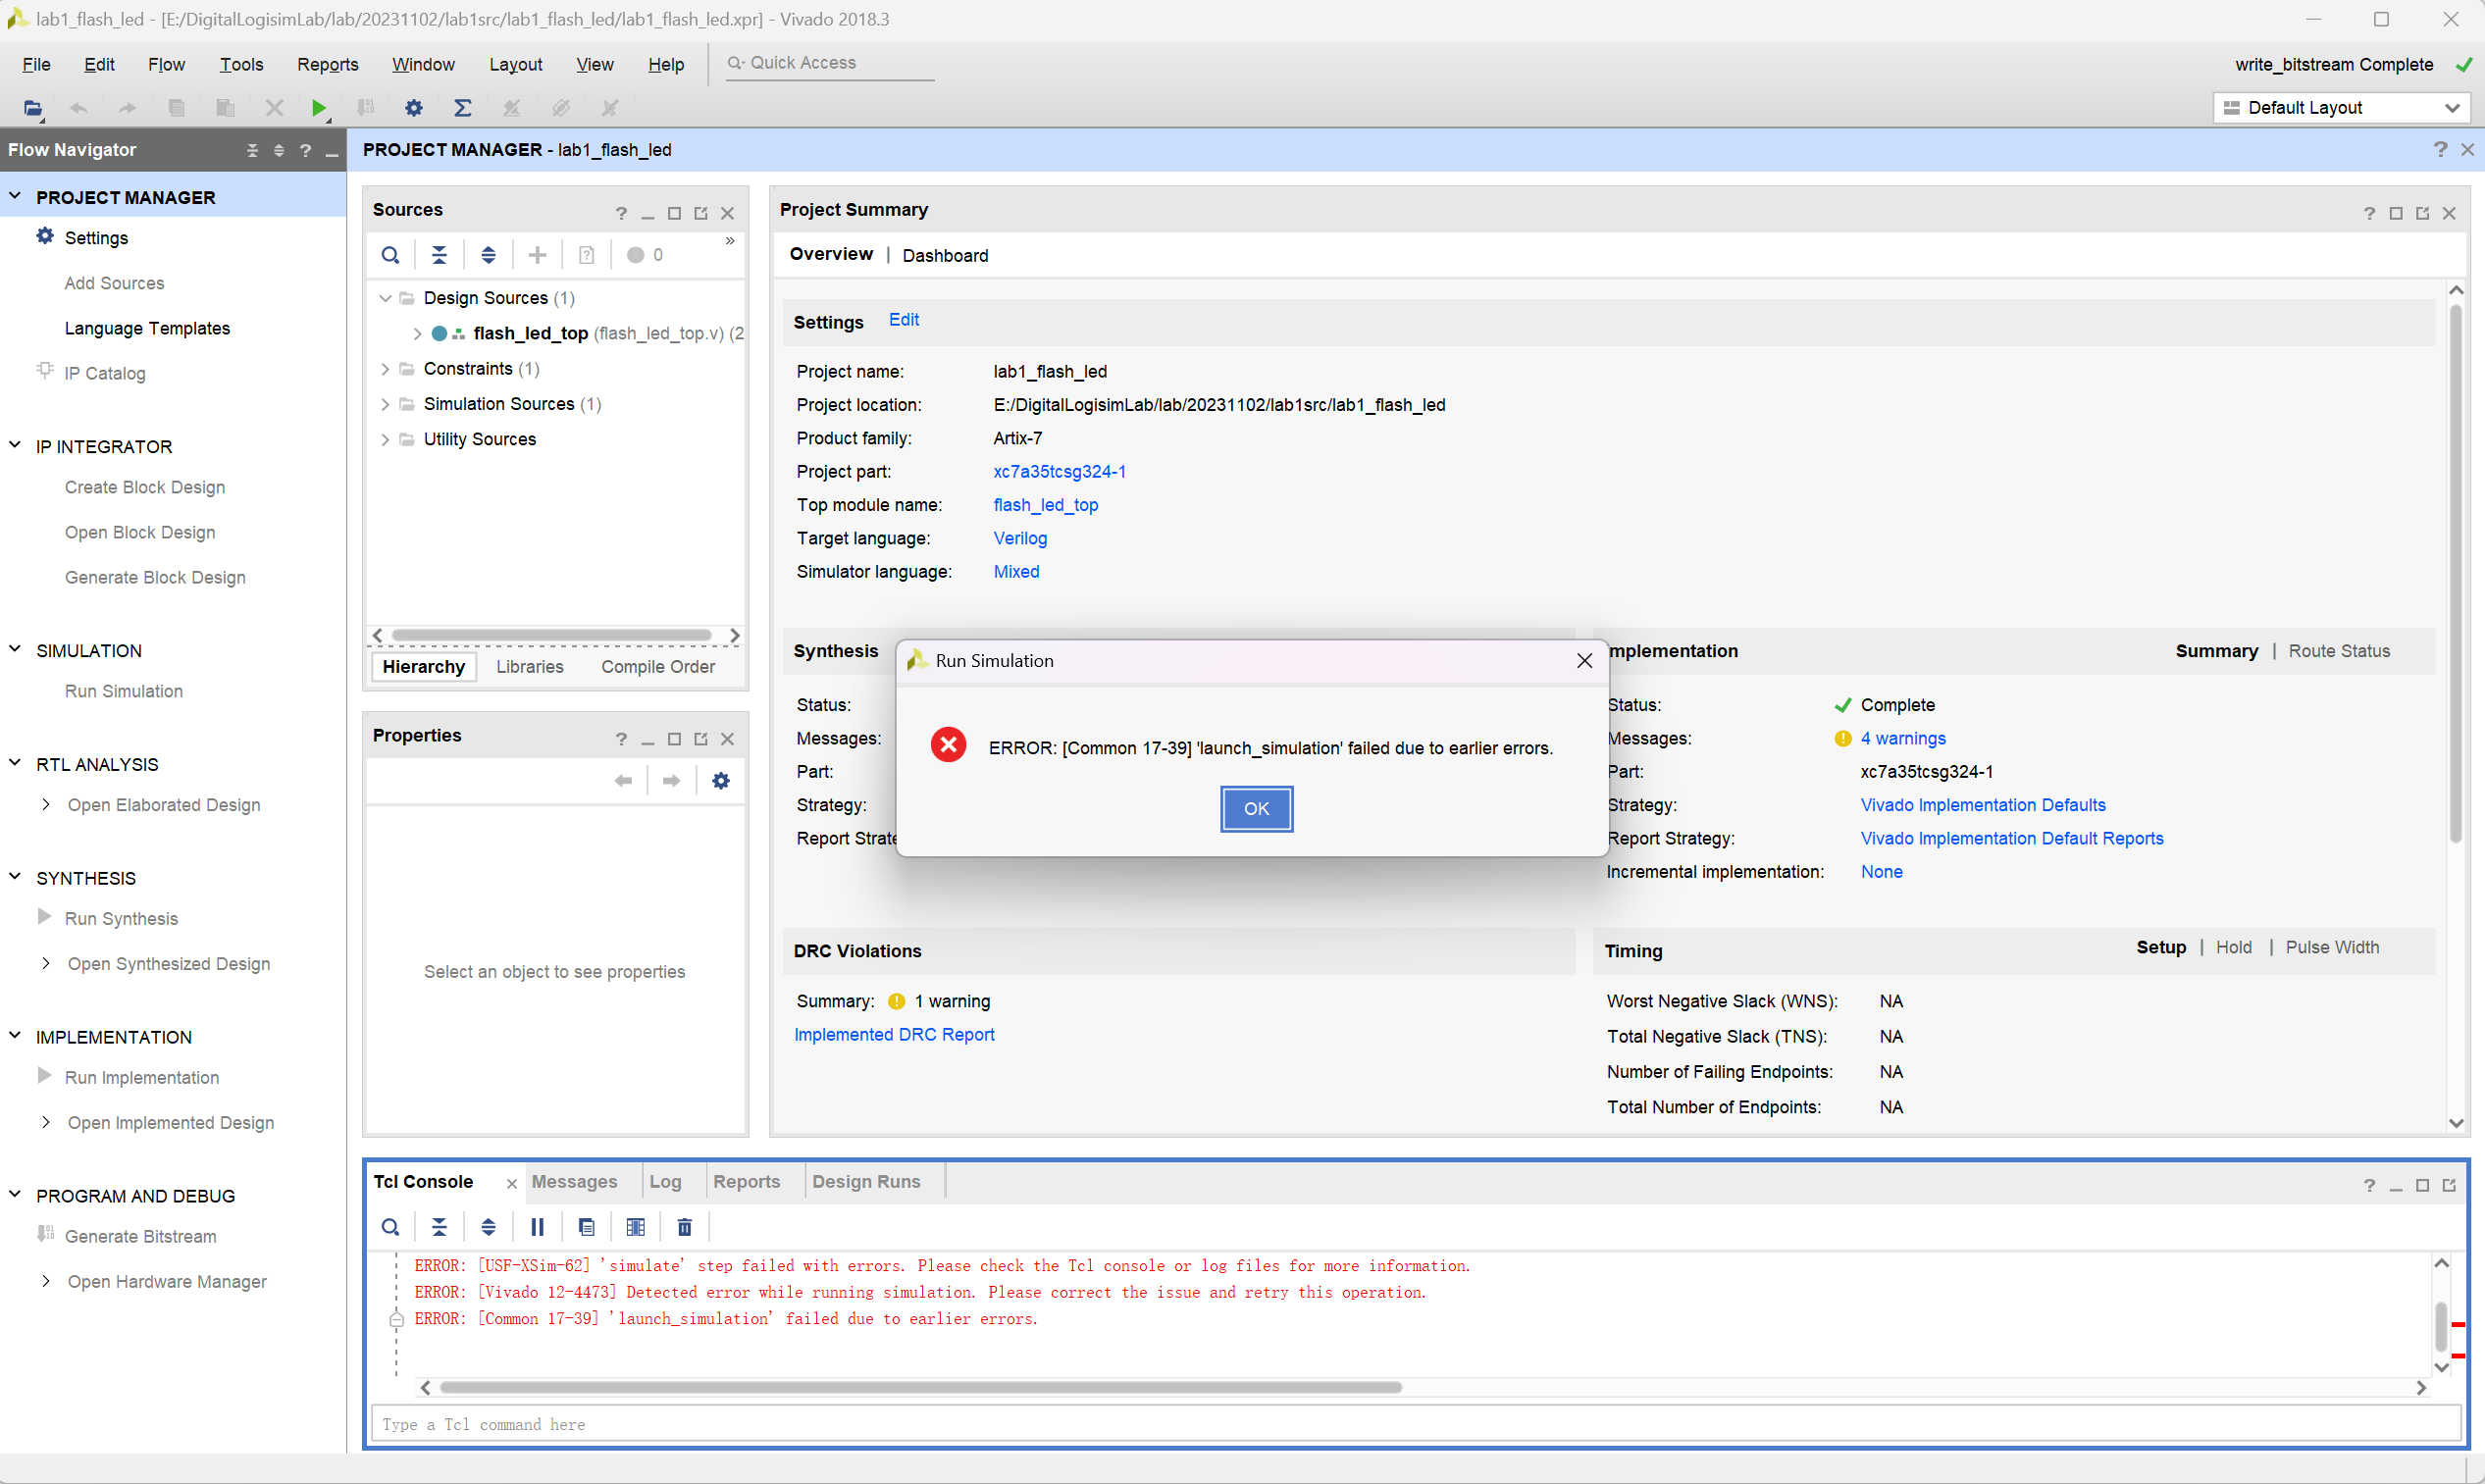 lab1_flash_led - [E:/DigitalLogisimLab/lab/20231102/lab1src/lab1_flash_led/lab1_flash_led.xpr] - Vivado 2018.3
File Edit Flow Tools Reports Window Layout View Help Quick Access
write_bitstream Complete
Default Layout
Flow Navigator
PROJECT MANAGER
Settings
Add Sources
Language Templates
IP Catalog
IP INTEGRATOR
Create Block Design
Open Block Design
Generate Block Design
SIMULATION
Run Simulation
RTL ANALYSIS
Open Elaborated Design
SYNTHESIS
Run Synthesis
Open Synthesized Design
IMPLEMENTATION
Run Implementation
Open Implemented Design
PROGRAM AND DEBUG
Generate Bitstream
Open Hardware Manager
PROJECT MANAGER - lab1_flash_led
Sources
0
Design Sources (1)
flash_led_top (flash_led_top.v) (2
Constraints (1)
Simulation Sources (1)
Utility Sources
Hierarchy Libraries Compile Order
Properties
Select an object to see properties
Project Summary
Overview | Dashboard
Settings Edit
Project name: lab1_flash_led
Project location: E:/DigitalLogisimLab/lab/20231102/lab1src/lab1_flash_led
Product family: Artix-7
Project part: xc7a35tcsg324-1
Top module name: flash_led_top
Target language: Verilog
Simulator language: Mixed
Synthesis
Status:
Messages:
Part:
Strategy:
Report Strate
Run Simulation
ERROR: [Common 17-39] 'launch_simulation' failed due to earlier errors.
OK
mplementation Summary | Route Status
Status: Complete
Messages: 4 warnings
Part: xc7a35tcsg324-1
Strategy: Vivado Implementation Defaults
Report Strategy: Vivado Implementation Default Reports
Incremental implementation: None
DRC Violations
Summary: 1 warning
Implemented DRC Report
Timing Setup | Hold | Pulse Width
Worst Negative Slack (WNS): NA
Total Negative Slack (TNS): NA
Number of Failing Endpoints: NA
Total Number of Endpoints: NA
Tcl Console Messages Log Reports Design Runs
ERROR: [USF-XSim-62] 'simulate' step failed with errors. Please check the Tcl console or log files for more information.
ERROR: [Vivado 12-4473] Detected error while running simulation. Please correct the issue and retry this operation.
ERROR: [Common 17-39] 'launch_simulation' failed due to earlier errors.
Type a Tcl command here